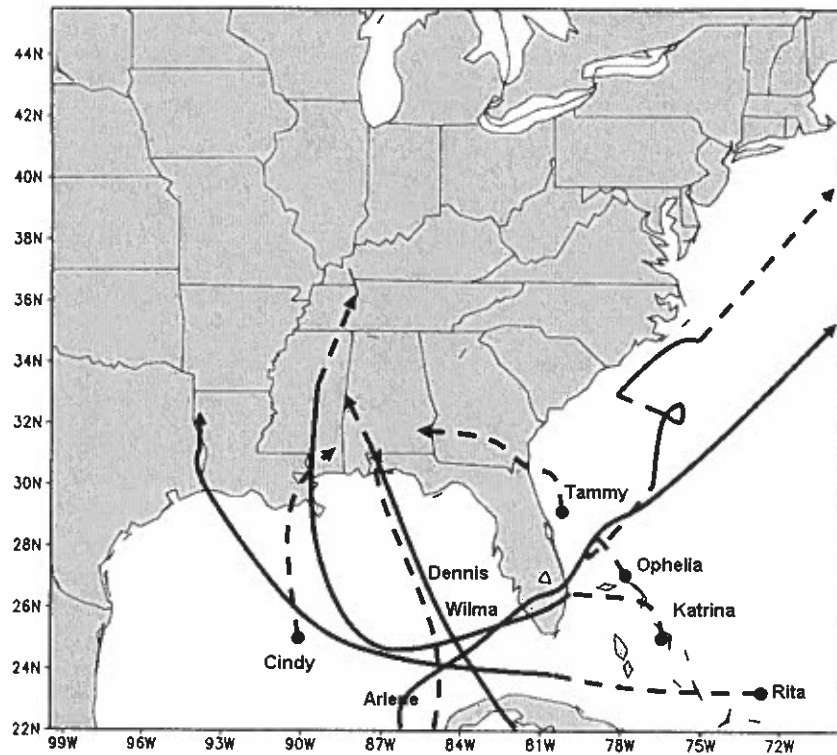 44N
42N
40N
38N
36N
34N
32N
30N
Tammy
28N
Dennis
Ophelia
26N
Wilma
Katrina
24N
Cindy
Arlene
Rita
22N
99W 96W 93W 90W 87W 84W 81W 78W 75W 72W